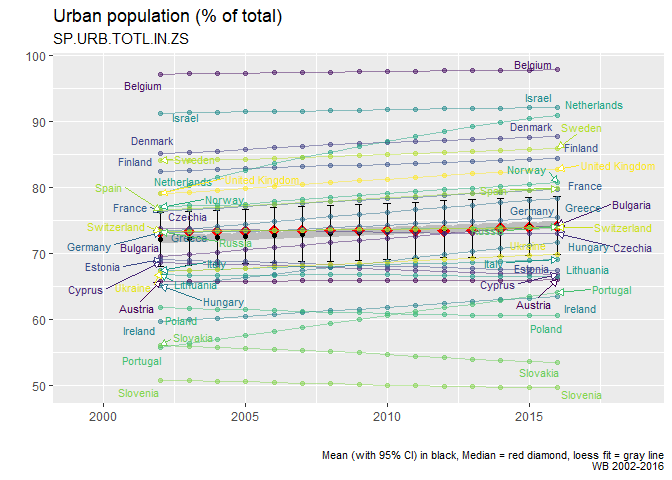 Urban population (% of total)
SP.URB.TOTL.IN.ZS
100
90
80
70
60
50
Belgium
Belgium
Israel
Israel
Netherlands
Denmark
Denmark
Sweden
Finland
Sweden
Finland
United Kingdom
Norway
Netherlands
United Kingdom
Spain
France
Norway
France
Czechia
Germany
Greece
Bulgaria
Switzerland
Switzerland
Germany
Bulgaria
Greece
Russia
Hungary
Czechia
Estonia
Italy
Italy
Estonia
Lithuania
Cyprus
Ukraine
Lithuania
Cyprus
Portugal
Austria
Hungary
Austria
Ireland
Ireland
Poland
Poland
Slovakia
Portugal
Slovakia
Slovenia
Slovenia
2000
2005
2010
2015
Mean (with 95% CI) in black, Median = red diamond, loess fit = gray line
WB 2002-2016